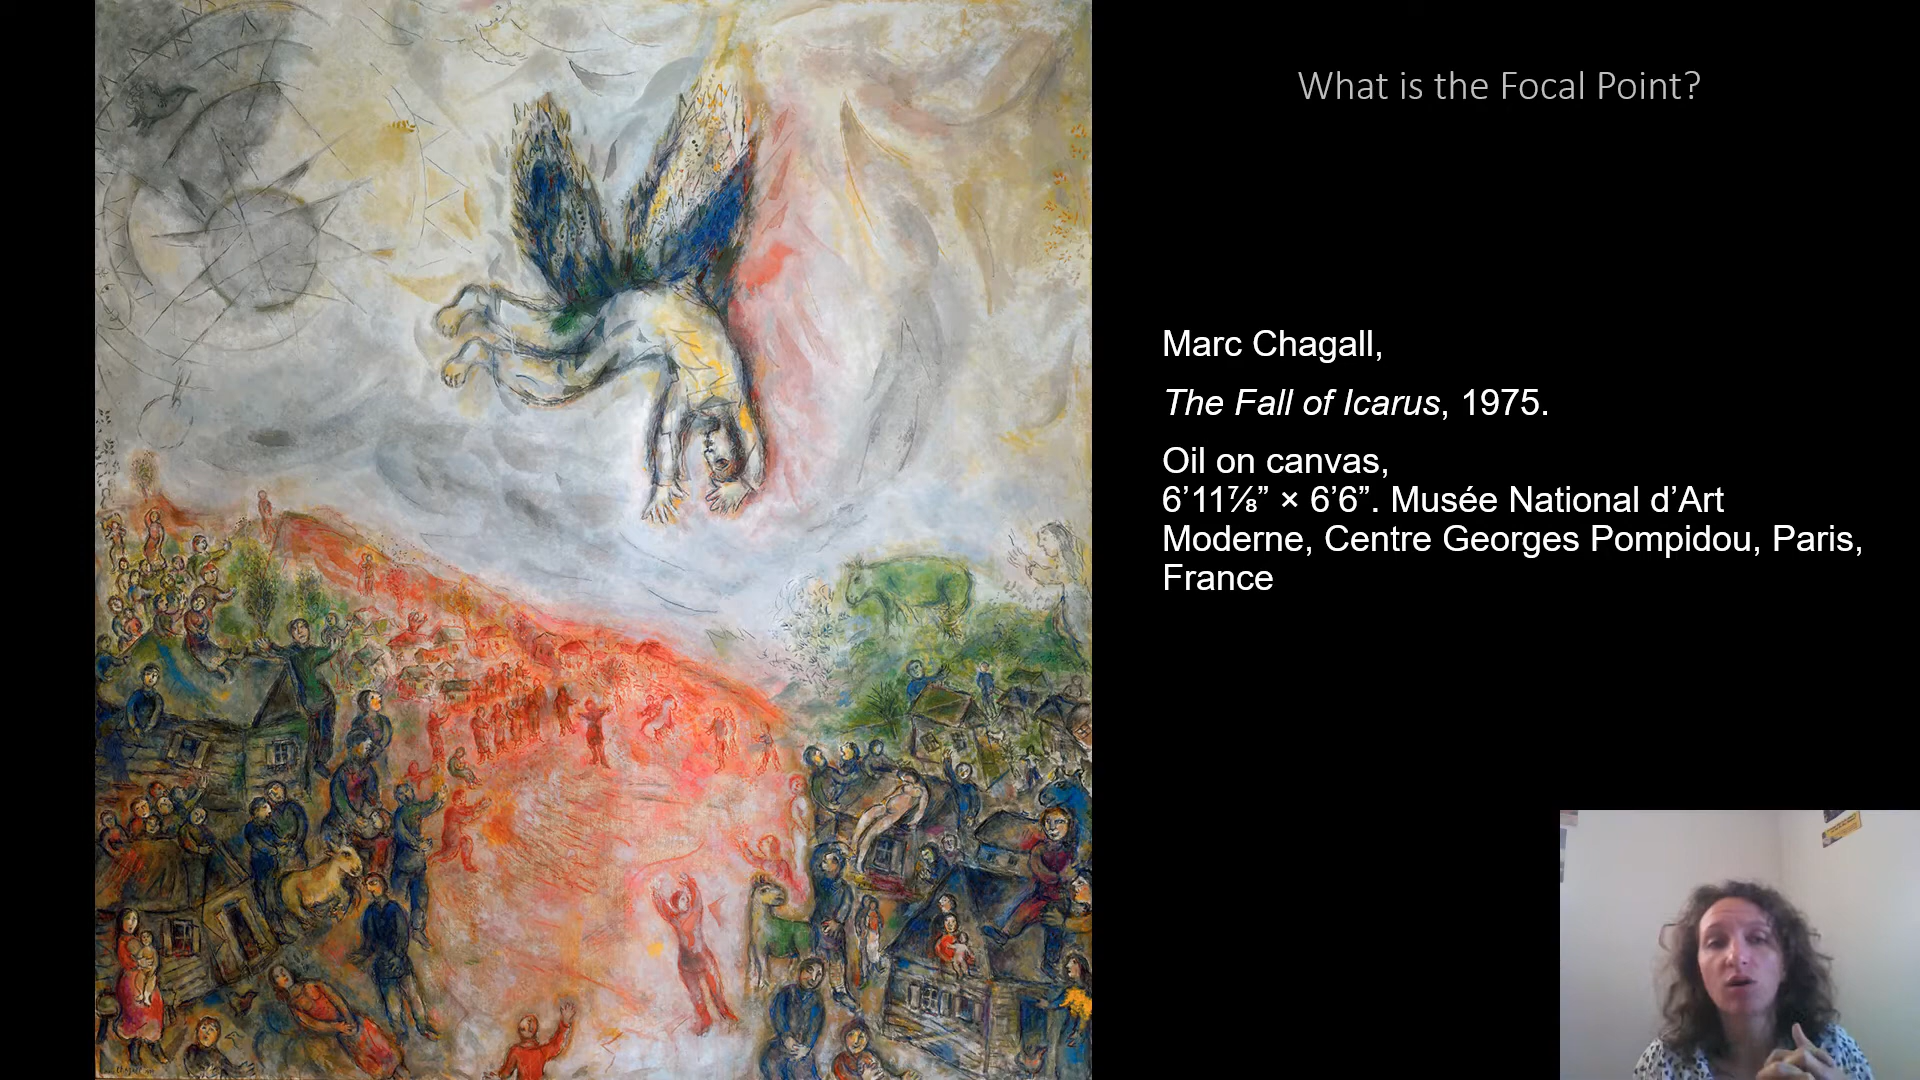 What is the Focal Point?
Marc Chagall,
The Fall of Icarus, 1975.
Oil on canvas,
6’11⅞” × 6’6”. Musée National d’Art
Moderne, Centre Georges Pompidou, Paris,
France